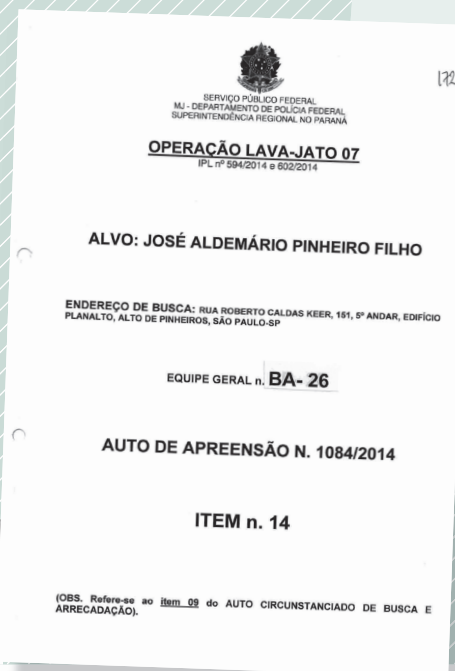 172
SERVIÇO PÚBLICO FEDERAL
MJ - DEPARTAMENTO DE POLÍCIA FEDERAL
SUPERINTENDÊNCIA REGIONAL NO PARANÁ
OPERAÇÃO LAVA-JATO 07
IPL nº 594/2014 e 602/2014
ALVO: JOSÉ ALDEMÁRIO PINHEIRO FILHO
ENDEREÇO DE BUSCA: RUA ROBERTO CALDAS KEER, 151, 5º ANDAR, EDIFÍCIO
PLANALTO, ALTO DE PINHEIROS, SÃO PAULO-SP
EQUIPE GERAL n. BA- 26
AUTO DE APREENSÃO N. 1084/2014
ITEM n. 14
(OBS. Refere-se ao item 09 do AUTO CIRCUNSTANCIADO DE BUSCA E
ARRECADAÇÃO).